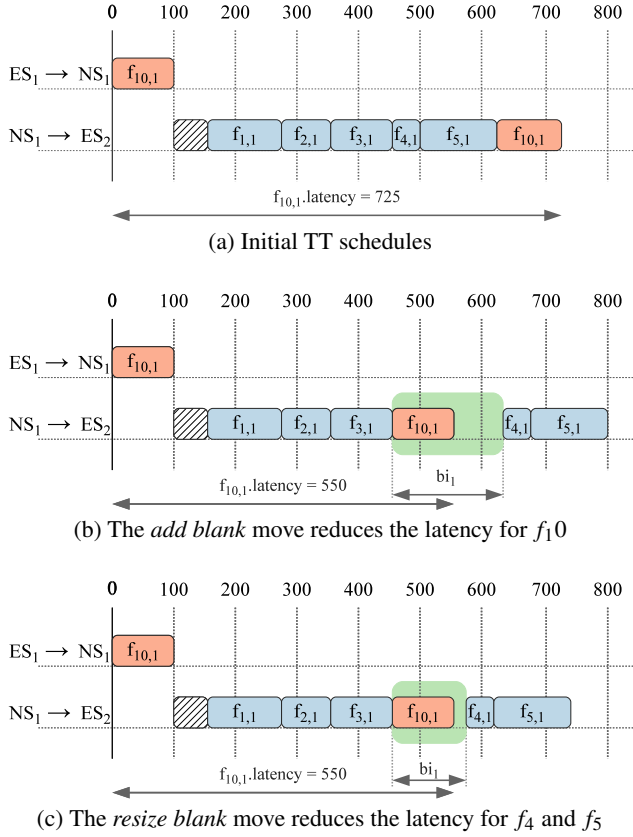 0 100 200 300 400 500 600 700 800
ES1 → NS1 f10,1
NS1 → ES2 f1,1 f2,1 f3,1 f4,1 f5,1 f10,1
f10,1.latency = 725
(a) Initial TT schedules
0 100 200 300 400 500 600 700 800
ES1 → NS1 f10,1
NS1 → ES2 f1,1 f2,1 f3,1 f10,1 f4,1 f5,1
f10,1.latency = 550 bi1
(b) The add blank move reduces the latency for f10
0 100 200 300 400 500 600 700 800
ES1 → NS1 f10,1
NS1 → ES2 f1,1 f2,1 f3,1 f10,1 f4,1 f5,1
f10,1.latency = 550 bi1
(c) The resize blank move reduces the latency for f4 and f5